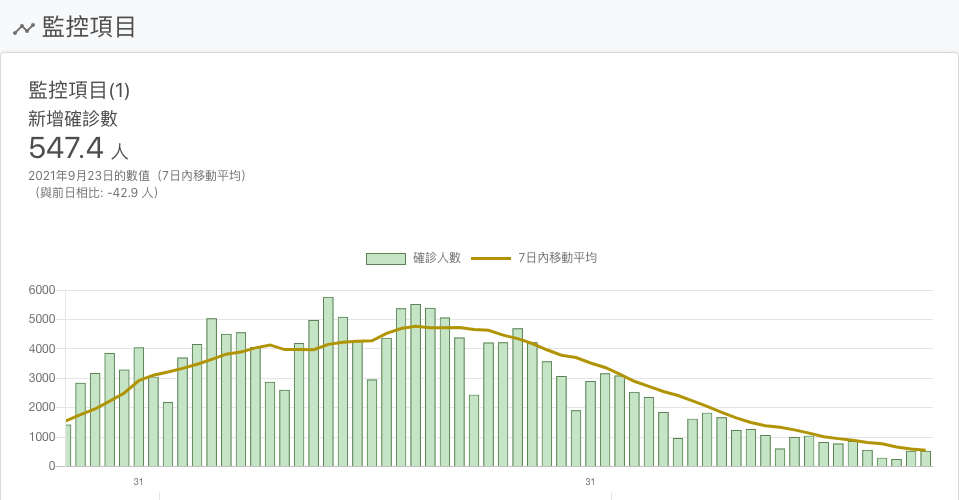 監控項目
監控項目(1)
新增確診數
547.4 人
2021年9月23日的數值（7日內移動平均）
（與前日相比: -42.9 人）
確診人數 7日內移動平均
6000
5000
4000
3000
2000
1000
0
31 31